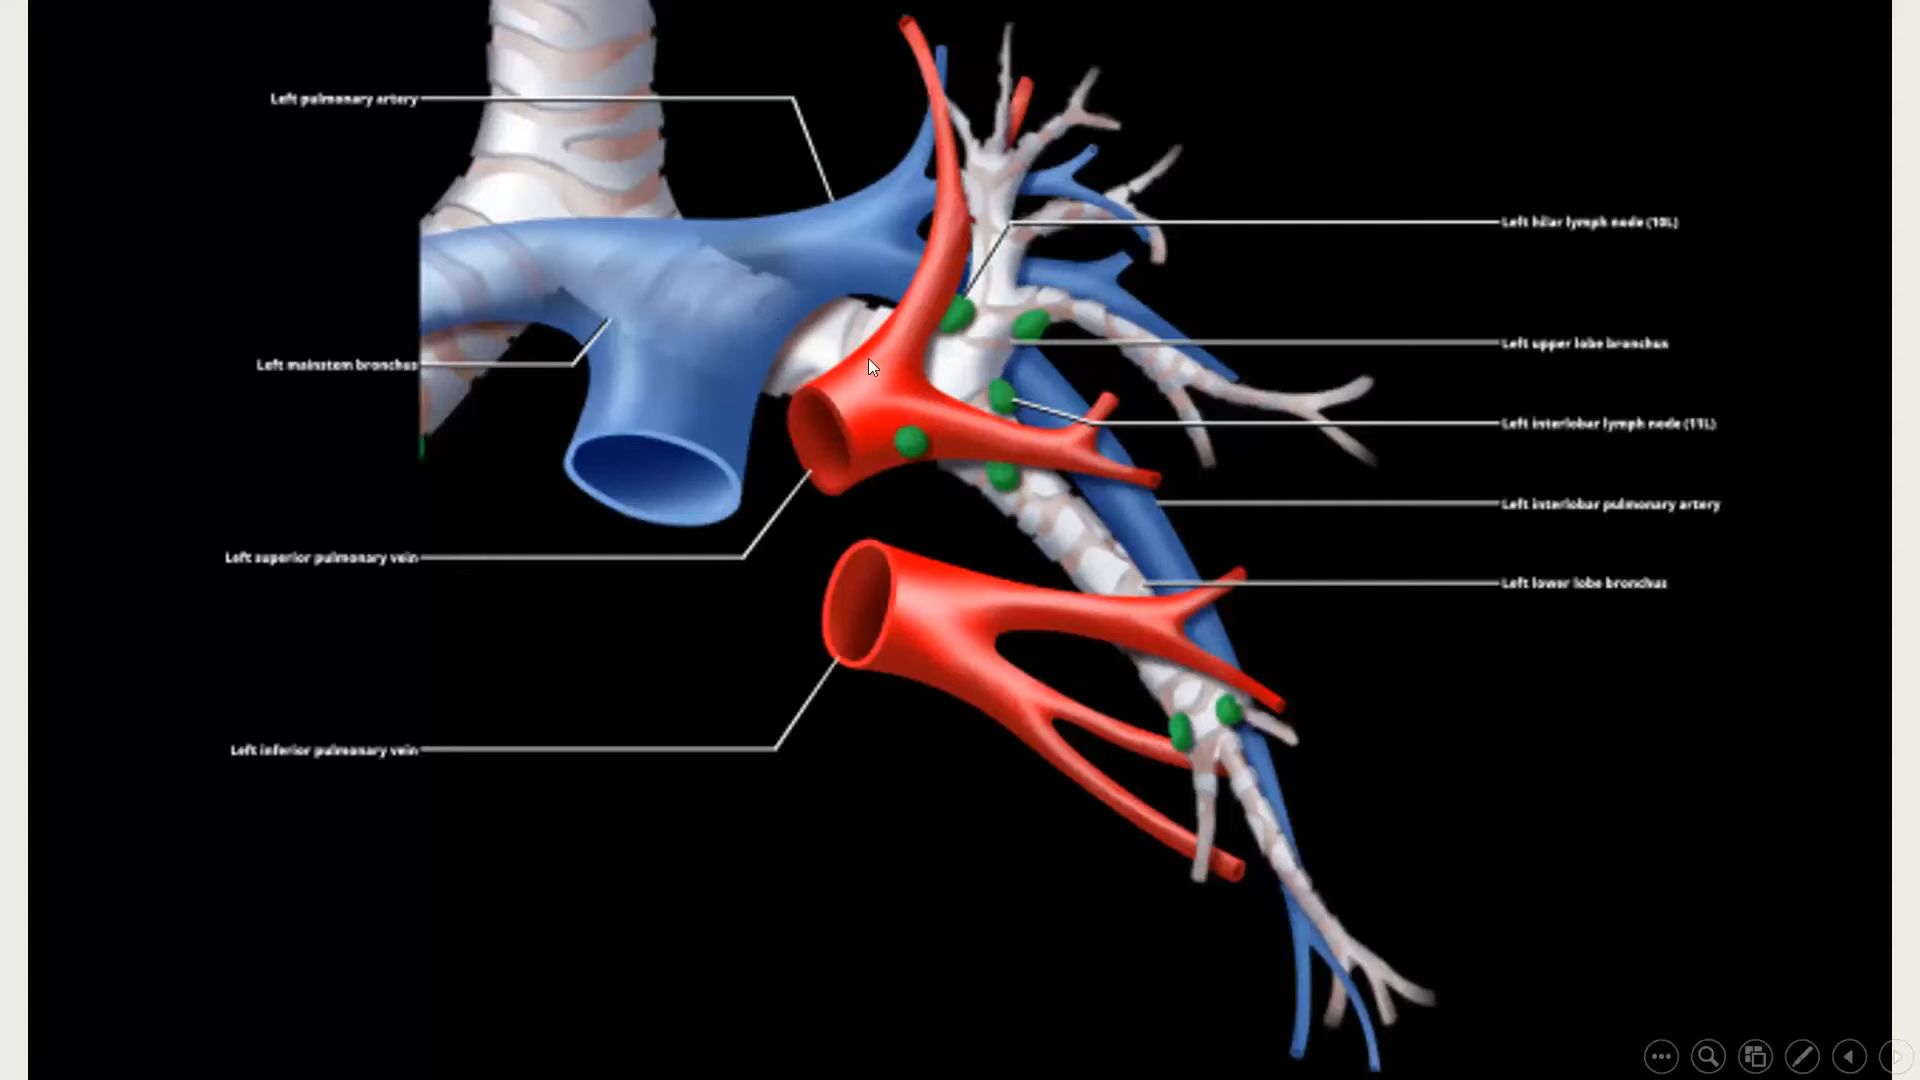 Left pulmonary artery
Left hilar lymph node (10L)
Left upper lobe bronchus
Left mainstem bronchus
Left interlobar lymph node (11L)
Left interlobar pulmonary artery
Left superior pulmonary vein
Left lower lobe bronchus
Left inferior pulmonary vein